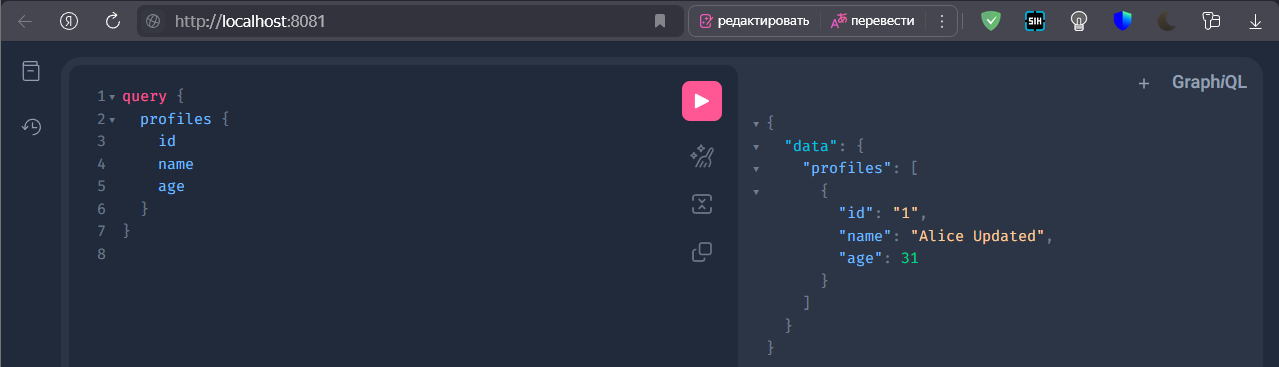 http://localhost:8081
редактировать
перевести
SIH
1 query {
2 profiles {
3 id
4 name
5 age
6 }
7 }
8
+ GraphiQL
{
"data": {
"profiles": [
{
"id": "1",
"name": "Alice Updated",
"age": 31
}
]
}
}